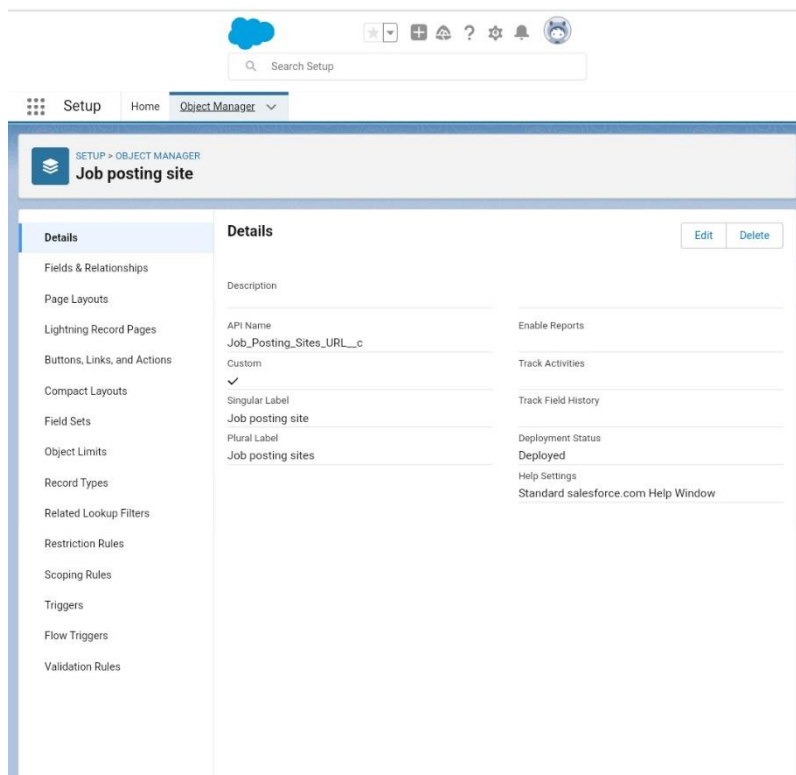 Search Setup
Setup
Home
Object Manager
SETUP > OBJECT MANAGER
Job posting site
Details
Fields & Relationships
Page Layouts
Lightning Record Pages
Buttons, Links, and Actions
Compact Layouts
Field Sets
Object Limits
Record Types
Related Lookup Filters
Restriction Rules
Scoping Rules
Triggers
Flow Triggers
Validation Rules
Details
Edit
Delete
Description
API Name
Job_Posting_Sites_URL__c
Custom
Singular Label
Job posting site
Plural Label
Job posting sites
Enable Reports
Track Activities
Track Field History
Deployment Status
Deployed
Help Settings
Standard salesforce.com Help Window